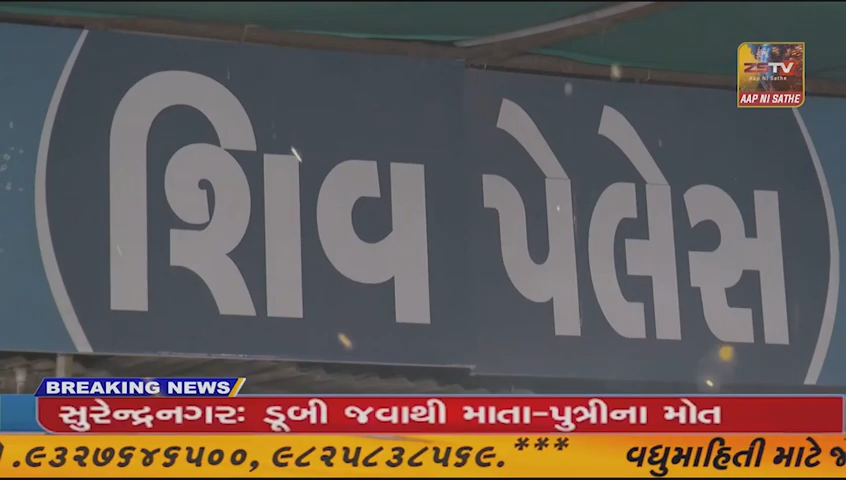 ZSTV
Aap Ni Sathe
AAP NI SATHE
શિવ પેલેસ
BREAKING NEWS
સુરેન્દ્રનગરઃ ડૂબી જવાથી માતા-પુત્રીના મોત
.૯૩૨૭૬૪૬૫૦૦, ૯૮૨૫૮૩૮૫૬૯.*** વધુમાહિતી માટે